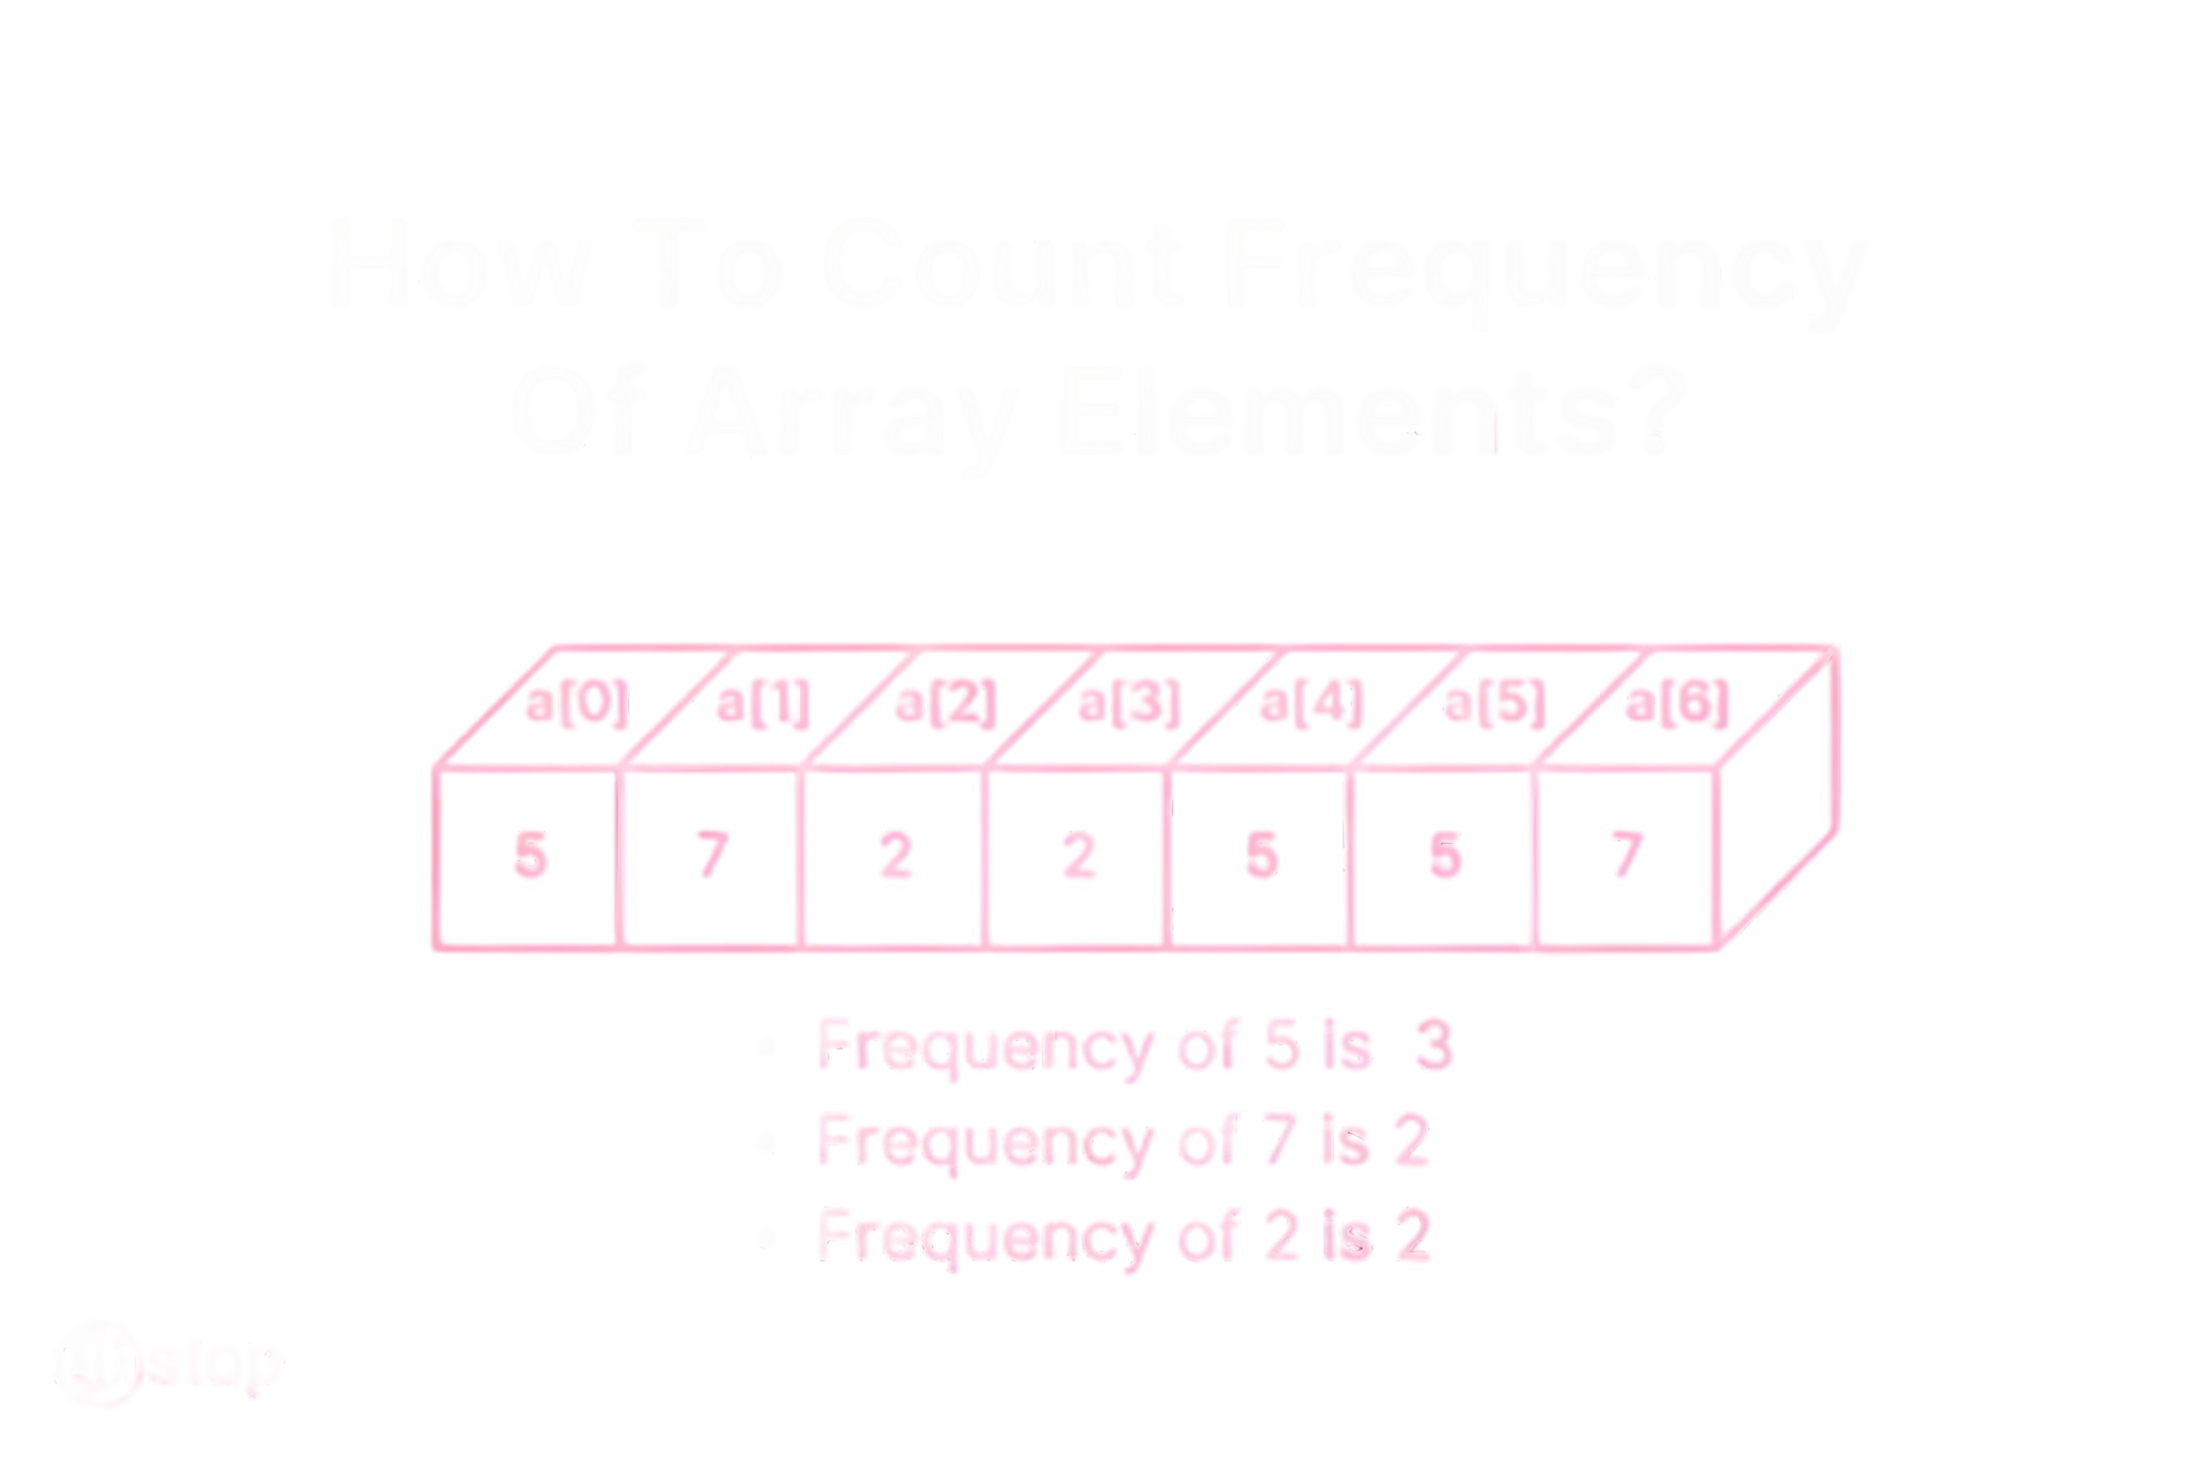 How To Count Frequency
Of Array Elements?
a[0] a[1] a[2] a[3] a[4] a[5] a[6]
5 7 2 2 5 5 7
Frequency of 5 is 3
Frequency of 7 is 2
Frequency of 2 is 2
unstop